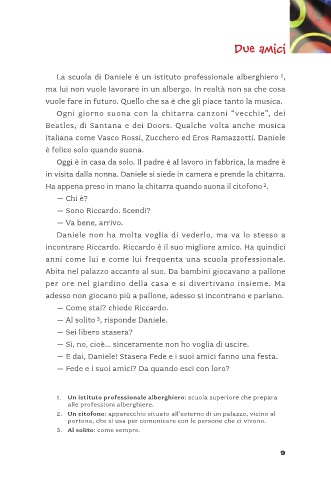 Due amici
La scuola di Daniele è un istituto professionale alberghiero 1,
ma lui non vuole lavorare in un albergo. In realtà non sa che cosa
vuole fare in futuro. Quello che sa è che gli piace tanto la musica.
Ogni giorno suona con la chitarra canzoni “vecchie”, dei
Beatles, di Santana e dei Doors. Qualche volta anche musica
italiana come Vasco Rossi, Zucchero ed Eros Ramazzotti. Daniele
è felice solo quando suona.
Oggi è in casa da solo. Il padre è al lavoro in fabbrica, la madre è
in visita dalla nonna. Daniele si siede in camera e prende la chitarra.
Ha appena preso in mano la chitarra quando suona il citofono 2.
— Chi è?
— Sono Riccardo. Scendi?
— Va bene, arrivo.
Daniele non ha molta voglia di vederlo, ma va lo stesso a
incontrare Riccardo. Riccardo è il suo migliore amico. Ha quindici
anni come lui e come lui frequenta una scuola professionale.
Abita nel palazzo accanto al suo. Da bambini giocavano a pallone
per ore nel giardino della casa e si divertivano insieme. Ma
adesso non giocano più a pallone, adesso si incontrano e parlano.
— Come stai? chiede Riccardo.
— Al solito 3, risponde Daniele.
— Sei libero stasera?
— Sì, no, cioè... sinceramente non ho voglia di uscire.
— E dai, Daniele! Stasera Fede e i suoi amici fanno una festa.
— Fede e i suoi amici? Da quando esci con loro?
1. Un istituto professionale alberghiero: scuola superiore che prepara
alle professioni alberghiere.
2. Un citofono: apparecchio situato all'esterno di un palazzo, vicino al
portone, che si usa per comunicare con le persone che ci vivono.
3. Al solito: come sempre.
9